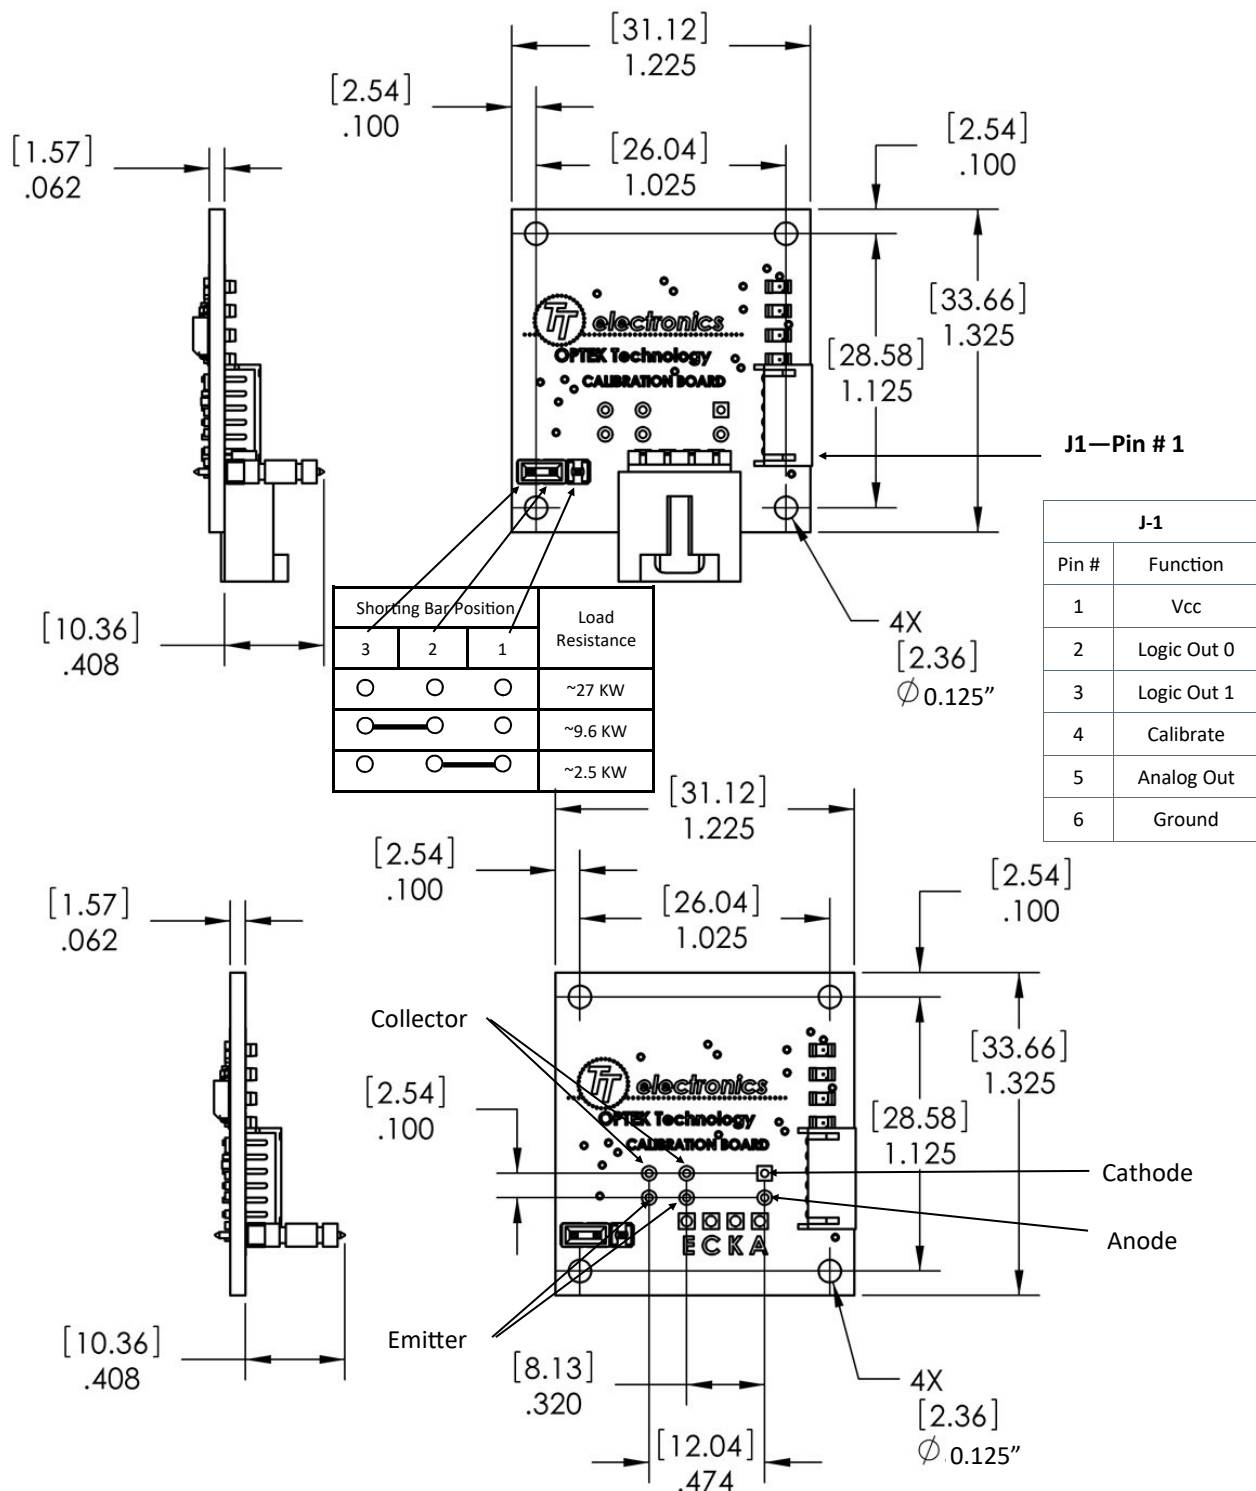 [31.12]
1.225
[2.54]
.100
[26.04]
1.025
[2.54]
.100
[1.57]
.062
[33.66]
1.325
[28.58]
1.125
TT electronics
OPTEK Technology
CALIBRATION BOARD
J1—Pin # 1
J-1
Pin # Function
1 Vcc
2 Logic Out 0
3 Logic Out 1
4 Calibrate
5 Analog Out
6 Ground
Shorting Bar Position Load Resistance
3 2 1
~27 KW
~9.6 KW
~2.5 KW
[10.36]
.408
4X
[2.36]
∅ 0.125”
[31.12]
1.225
[2.54]
.100
[26.04]
1.025
[2.54]
.100
[1.57]
.062
Collector
[33.66]
1.325
[2.54]
.100
[28.58]
1.125
TT electronics
OPTEK Technology
CALIBRATION BOARD
Cathode
Anode
E C K A
Emitter
[10.36]
.408
[8.13]
.320
[12.04]
.474
4X
[2.36]
∅ 0.125”